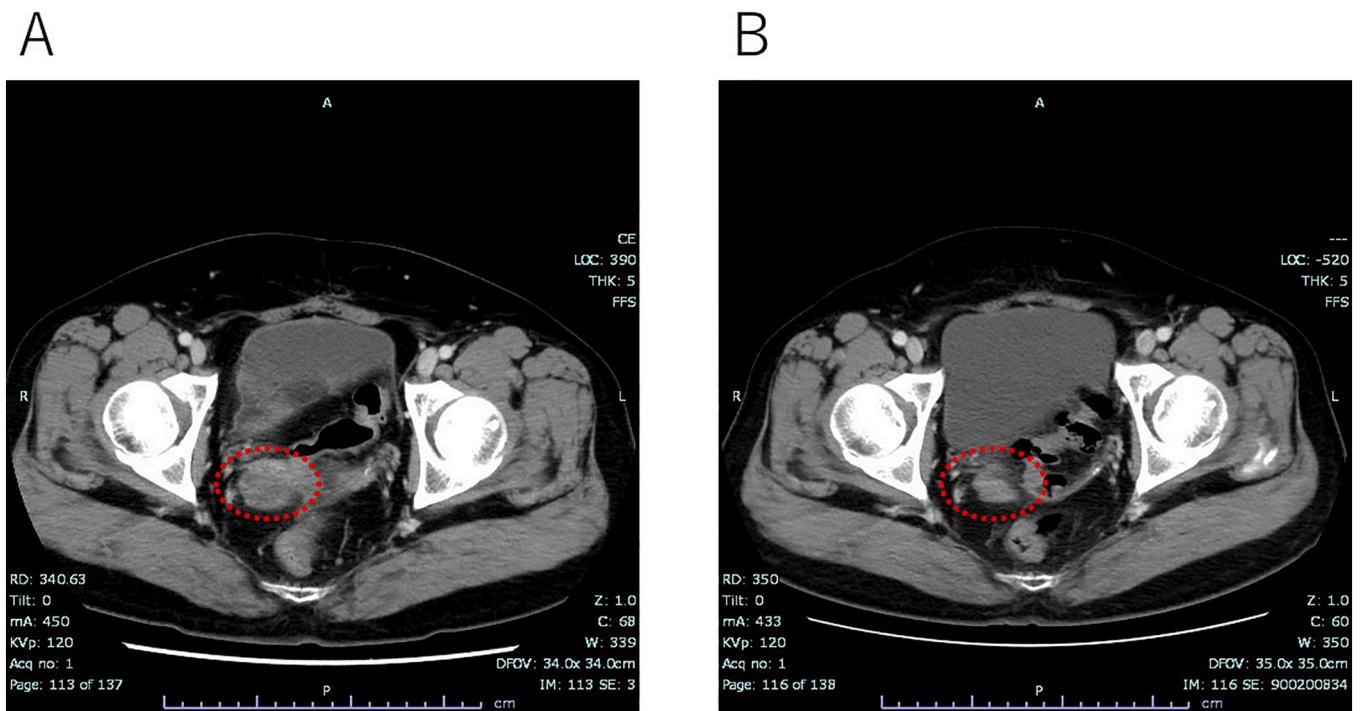 A
B
A
CE
LOC: 390
THK: 5
FFS
R
L
RD: 340.63
Tilt: 0
mA: 450
KVp: 120
Acq no: 1
Page: 113 of 137
Z: 1.0
C: 68
W: 339
DFOV: 34.0x 34.0cm
IM: 113 SE: 3
P
cm
A
---
LOC: -520
THK: 5
FFS
R
L
RD: 350
Tilt: 0
mA: 433
KVp: 120
Acq no: 1
Page: 116 of 138
Z: 1.0
C: 60
W: 350
DFOV: 35.0x 35.0cm
IM: 116 SE: 900200834
P
cm